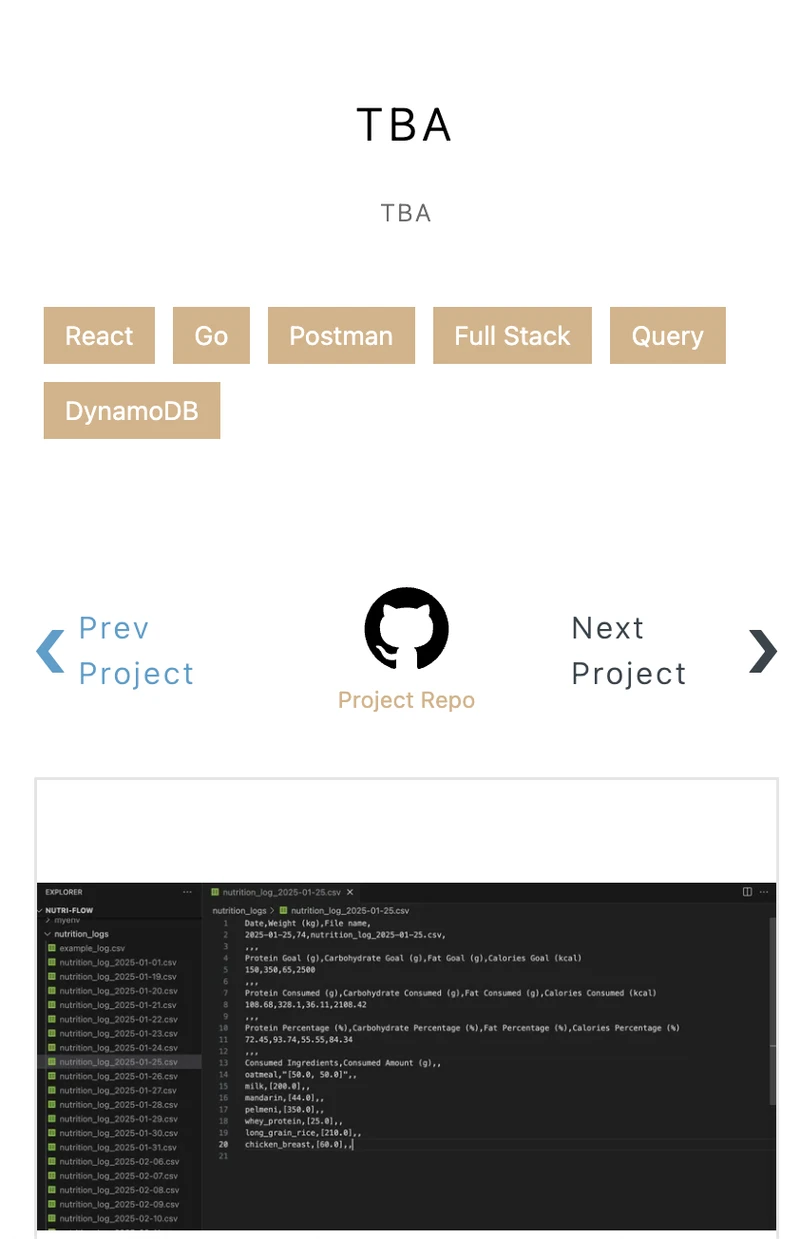 TBA
TBA
React Go Postman Full Stack Query
DynamoDB
Prev
Project
Project Repo
Next
Project
EXPLORER
NUTRI-FLOW
myenv
nutrition_logs
example_log.csv
nutrition_log_2025-01-01.csv
nutrition_log_2025-01-19.csv
nutrition_log_2025-01-20.csv
nutrition_log_2025-01-21.csv
nutrition_log_2025-01-22.csv
nutrition_log_2025-01-23.csv
nutrition_log_2025-01-24.csv
nutrition_log_2025-01-25.csv
nutrition_log_2025-01-26.csv
nutrition_log_2025-01-27.csv
nutrition_log_2025-01-28.csv
nutrition_log_2025-01-29.csv
nutrition_log_2025-01-30.csv
nutrition_log_2025-01-31.csv
nutrition_log_2025-02-06.csv
nutrition_log_2025-02-07.csv
nutrition_log_2025-02-08.csv
nutrition_log_2025-02-09.csv
nutrition_log_2025-02-10.csv
nutrition_log_2025-01-25.csv
nutrition_logs > nutrition_log_2025-01-25.csv
1 Date,Weight (kg),File name,
2 2025-01-25,74,nutrition_log_2025-01-25.csv,
3 ,,,
4 Protein Goal (g),Carbohydrate Goal (g),Fat Goal (g),Calories Goal (kcal)
5 150,350,65,2500
6 ,,,
7 Protein Consumed (g),Carbohydrate Consumed (g),Fat Consumed (g),Calories Consumed (kcal)
8 108.68,328.1,36.11,2108.42
9 ,,,
10 Protein Percentage (%),Carbohydrate Percentage (%),Fat Percentage (%),Calories Percentage (%)
11 72.45,93.74,55.55,84.34
12 ,,,
13 Consumed Ingredients,Consumed Amount (g),,
14 oatmeal,"[50.0, 50.0]",,
15 milk,[200.0],,
16 mandarin,[44.0],,
17 pelmeni,[350.0],,
18 whey_protein,[25.0],,
19 long_grain_rice,[210.0],,
20 chicken_breast,[60.0],,
21